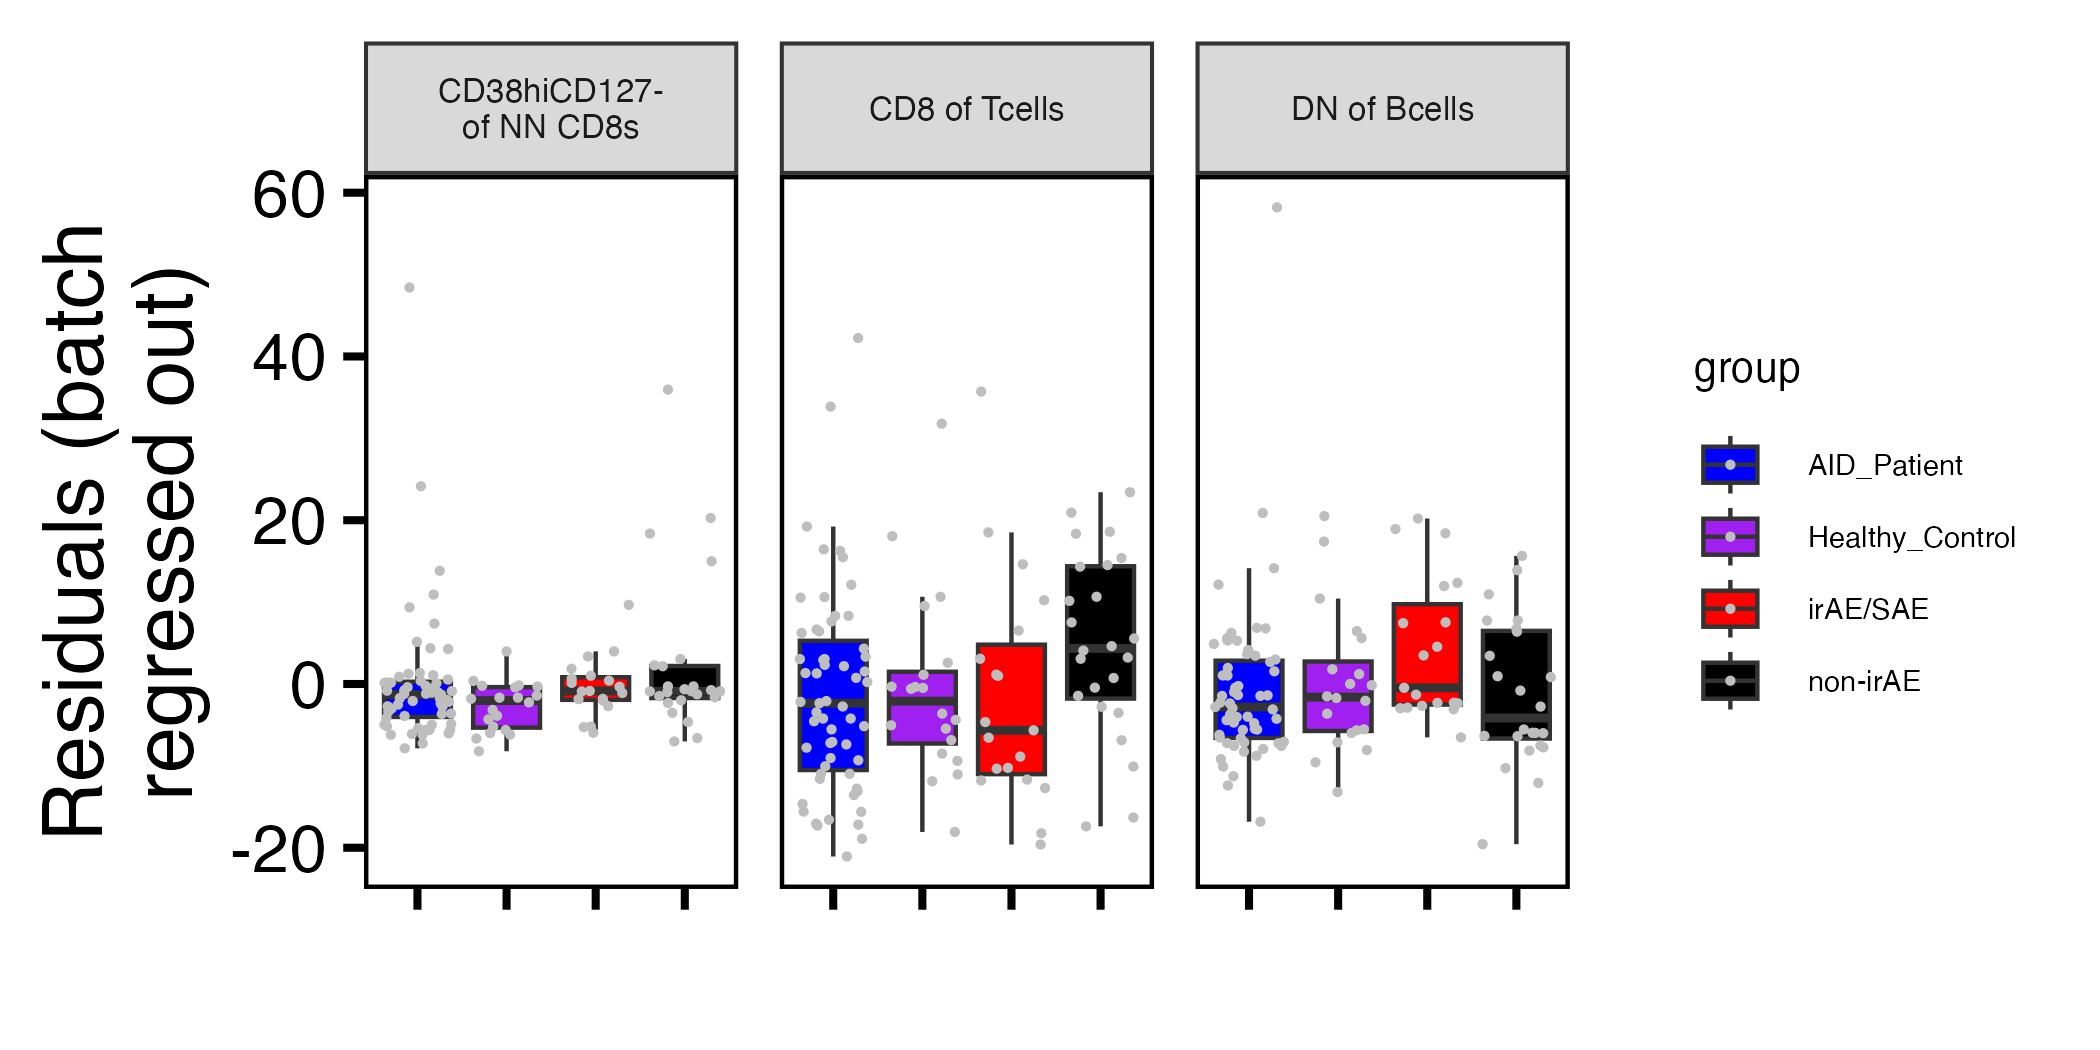 CD38hiCD127-
of NN CD8s
CD8 of Tcells
DN of Bcells
Residuals (batch
regressed out)
60
40
20
0
-20
group
AID_Patient
Healthy_Control
irAE/SAE
non-irAE